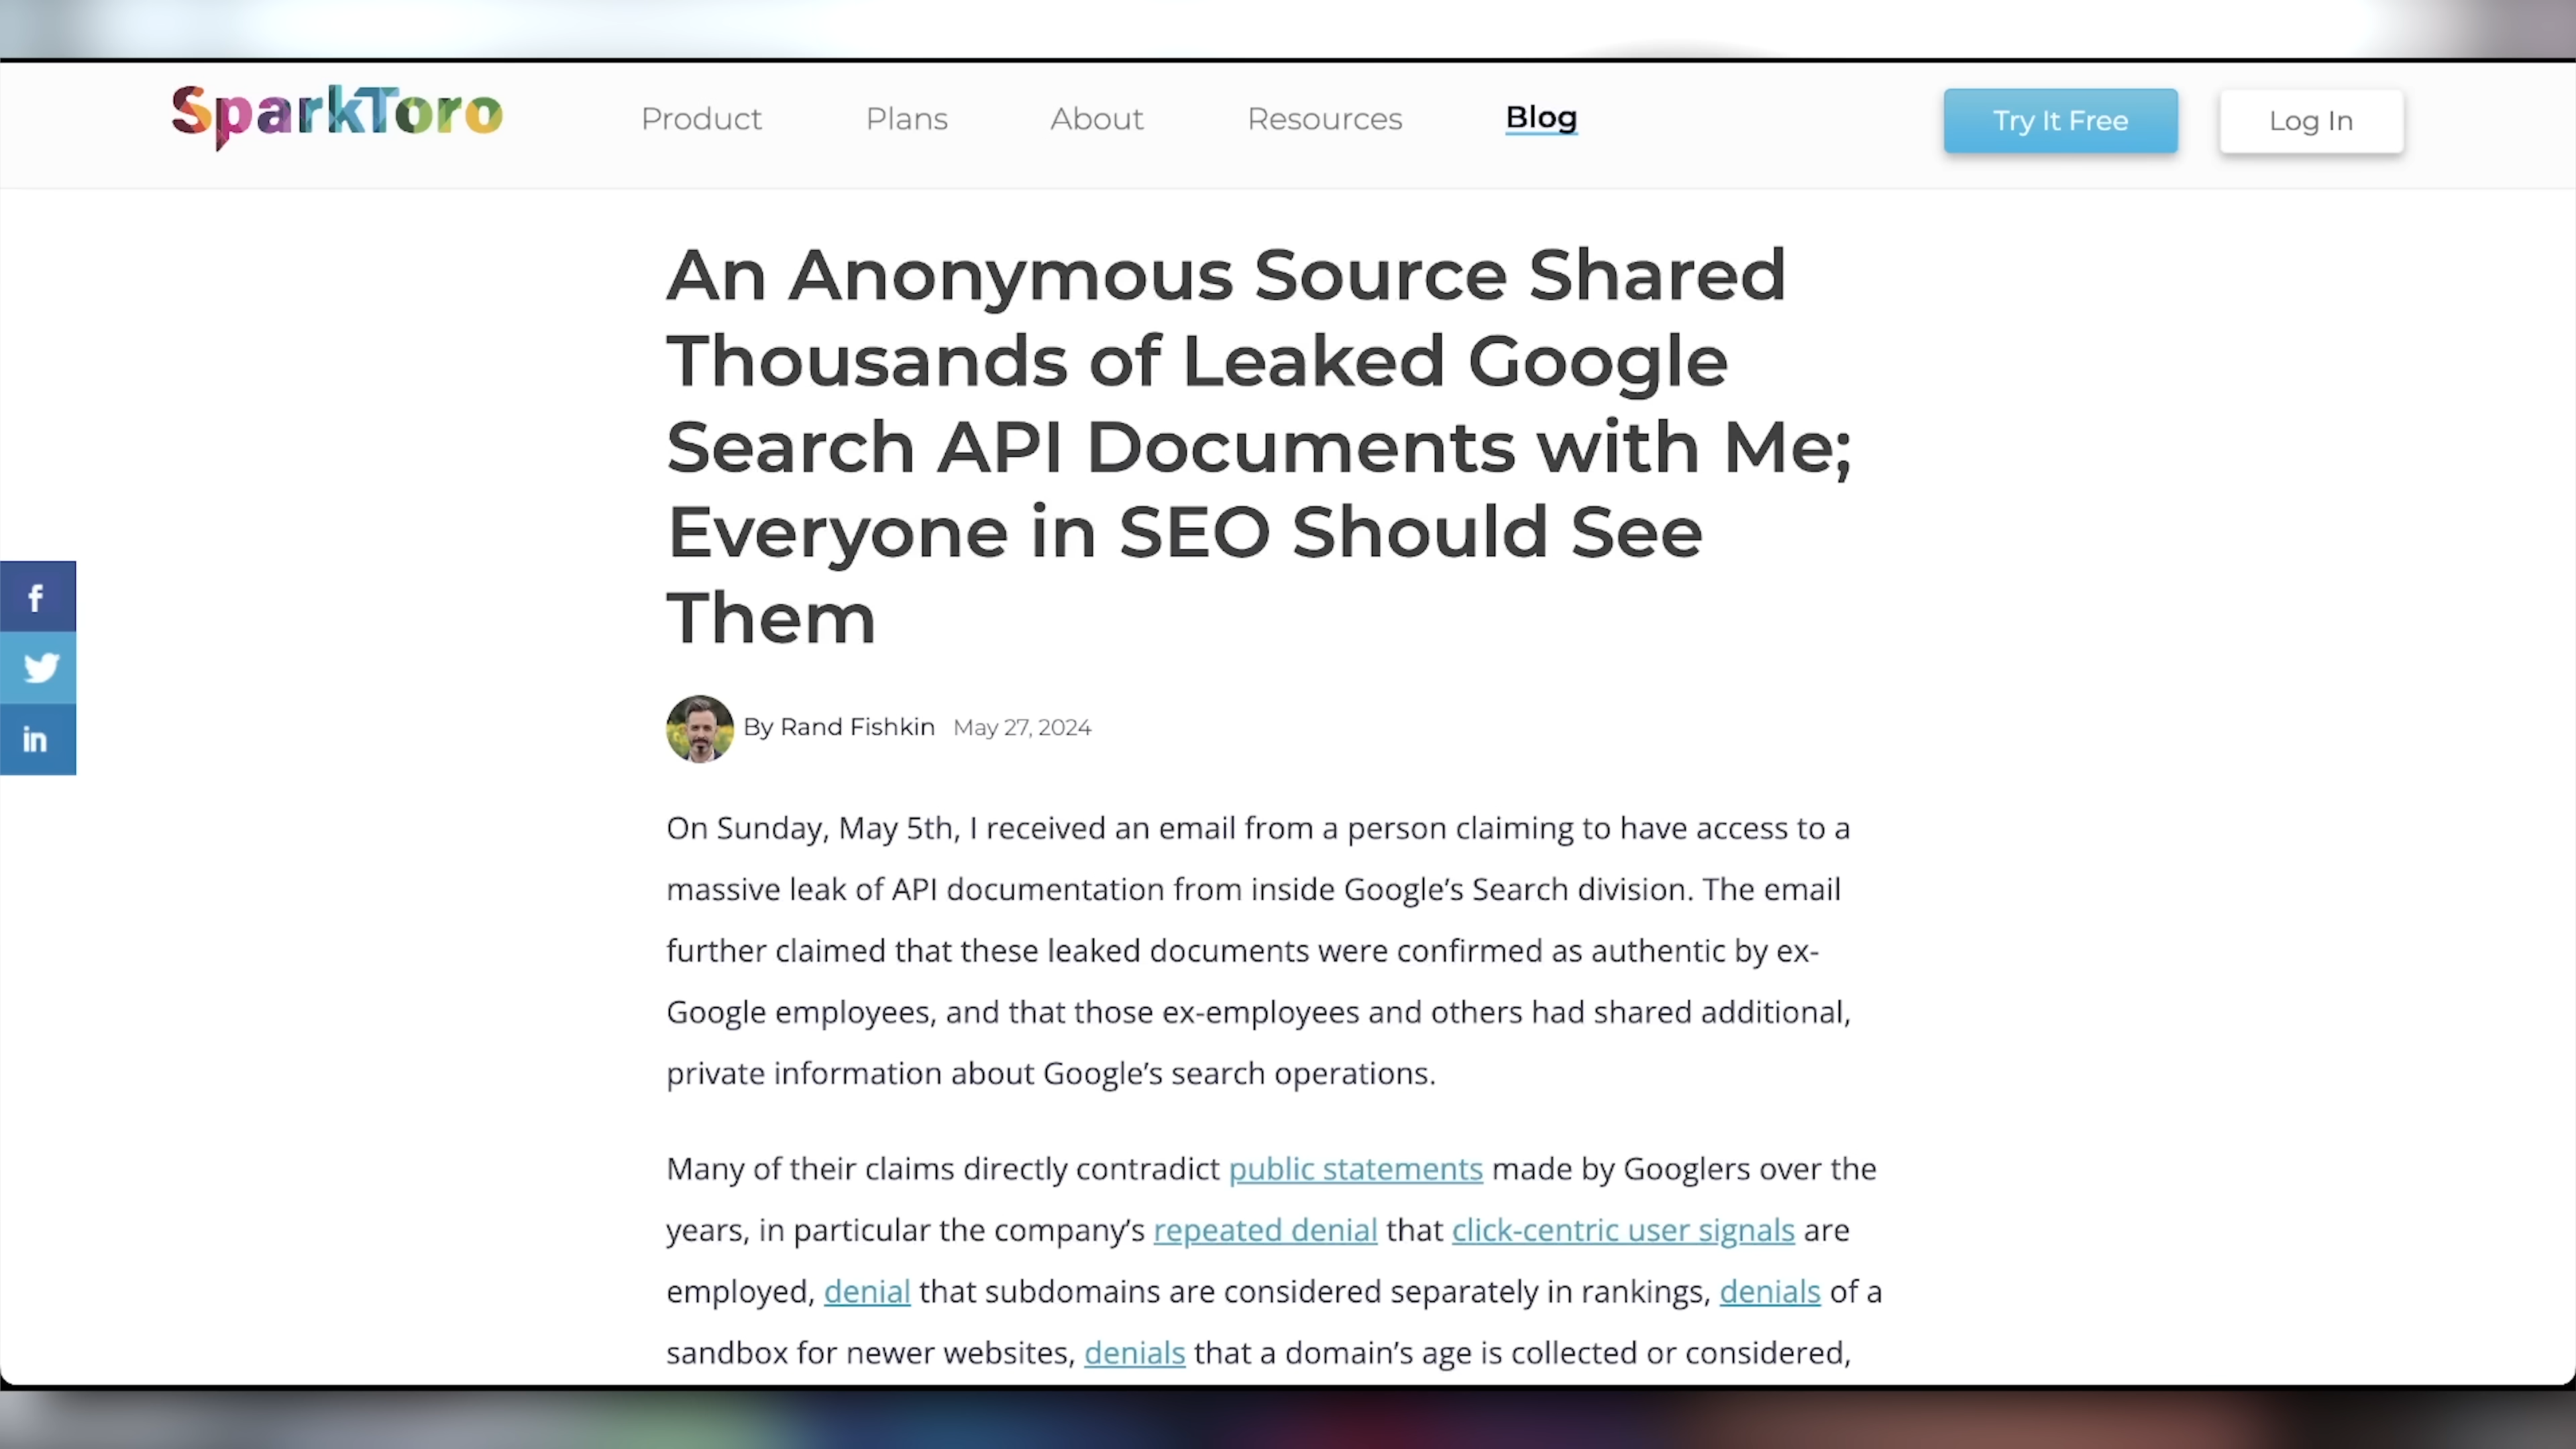 SparkToro
Product Plans About Resources Blog Try It Free Log In
An Anonymous Source Shared
Thousands of Leaked Google
Search API Documents with Me;
Everyone in SEO Should See
Them
By Rand Fishkin May 27, 2024
On Sunday, May 5th, I received an email from a person claiming to have access to a
massive leak of API documentation from inside Google’s Search division. The email
further claimed that these leaked documents were confirmed as authentic by ex-
Google employees, and that those ex-employees and others had shared additional,
private information about Google’s search operations.
Many of their claims directly contradict public statements made by Googlers over the
years, in particular the company’s repeated denial that click-centric user signals are
employed, denial that subdomains are considered separately in rankings, denials of a
sandbox for newer websites, denials that a domain’s age is collected or considered,